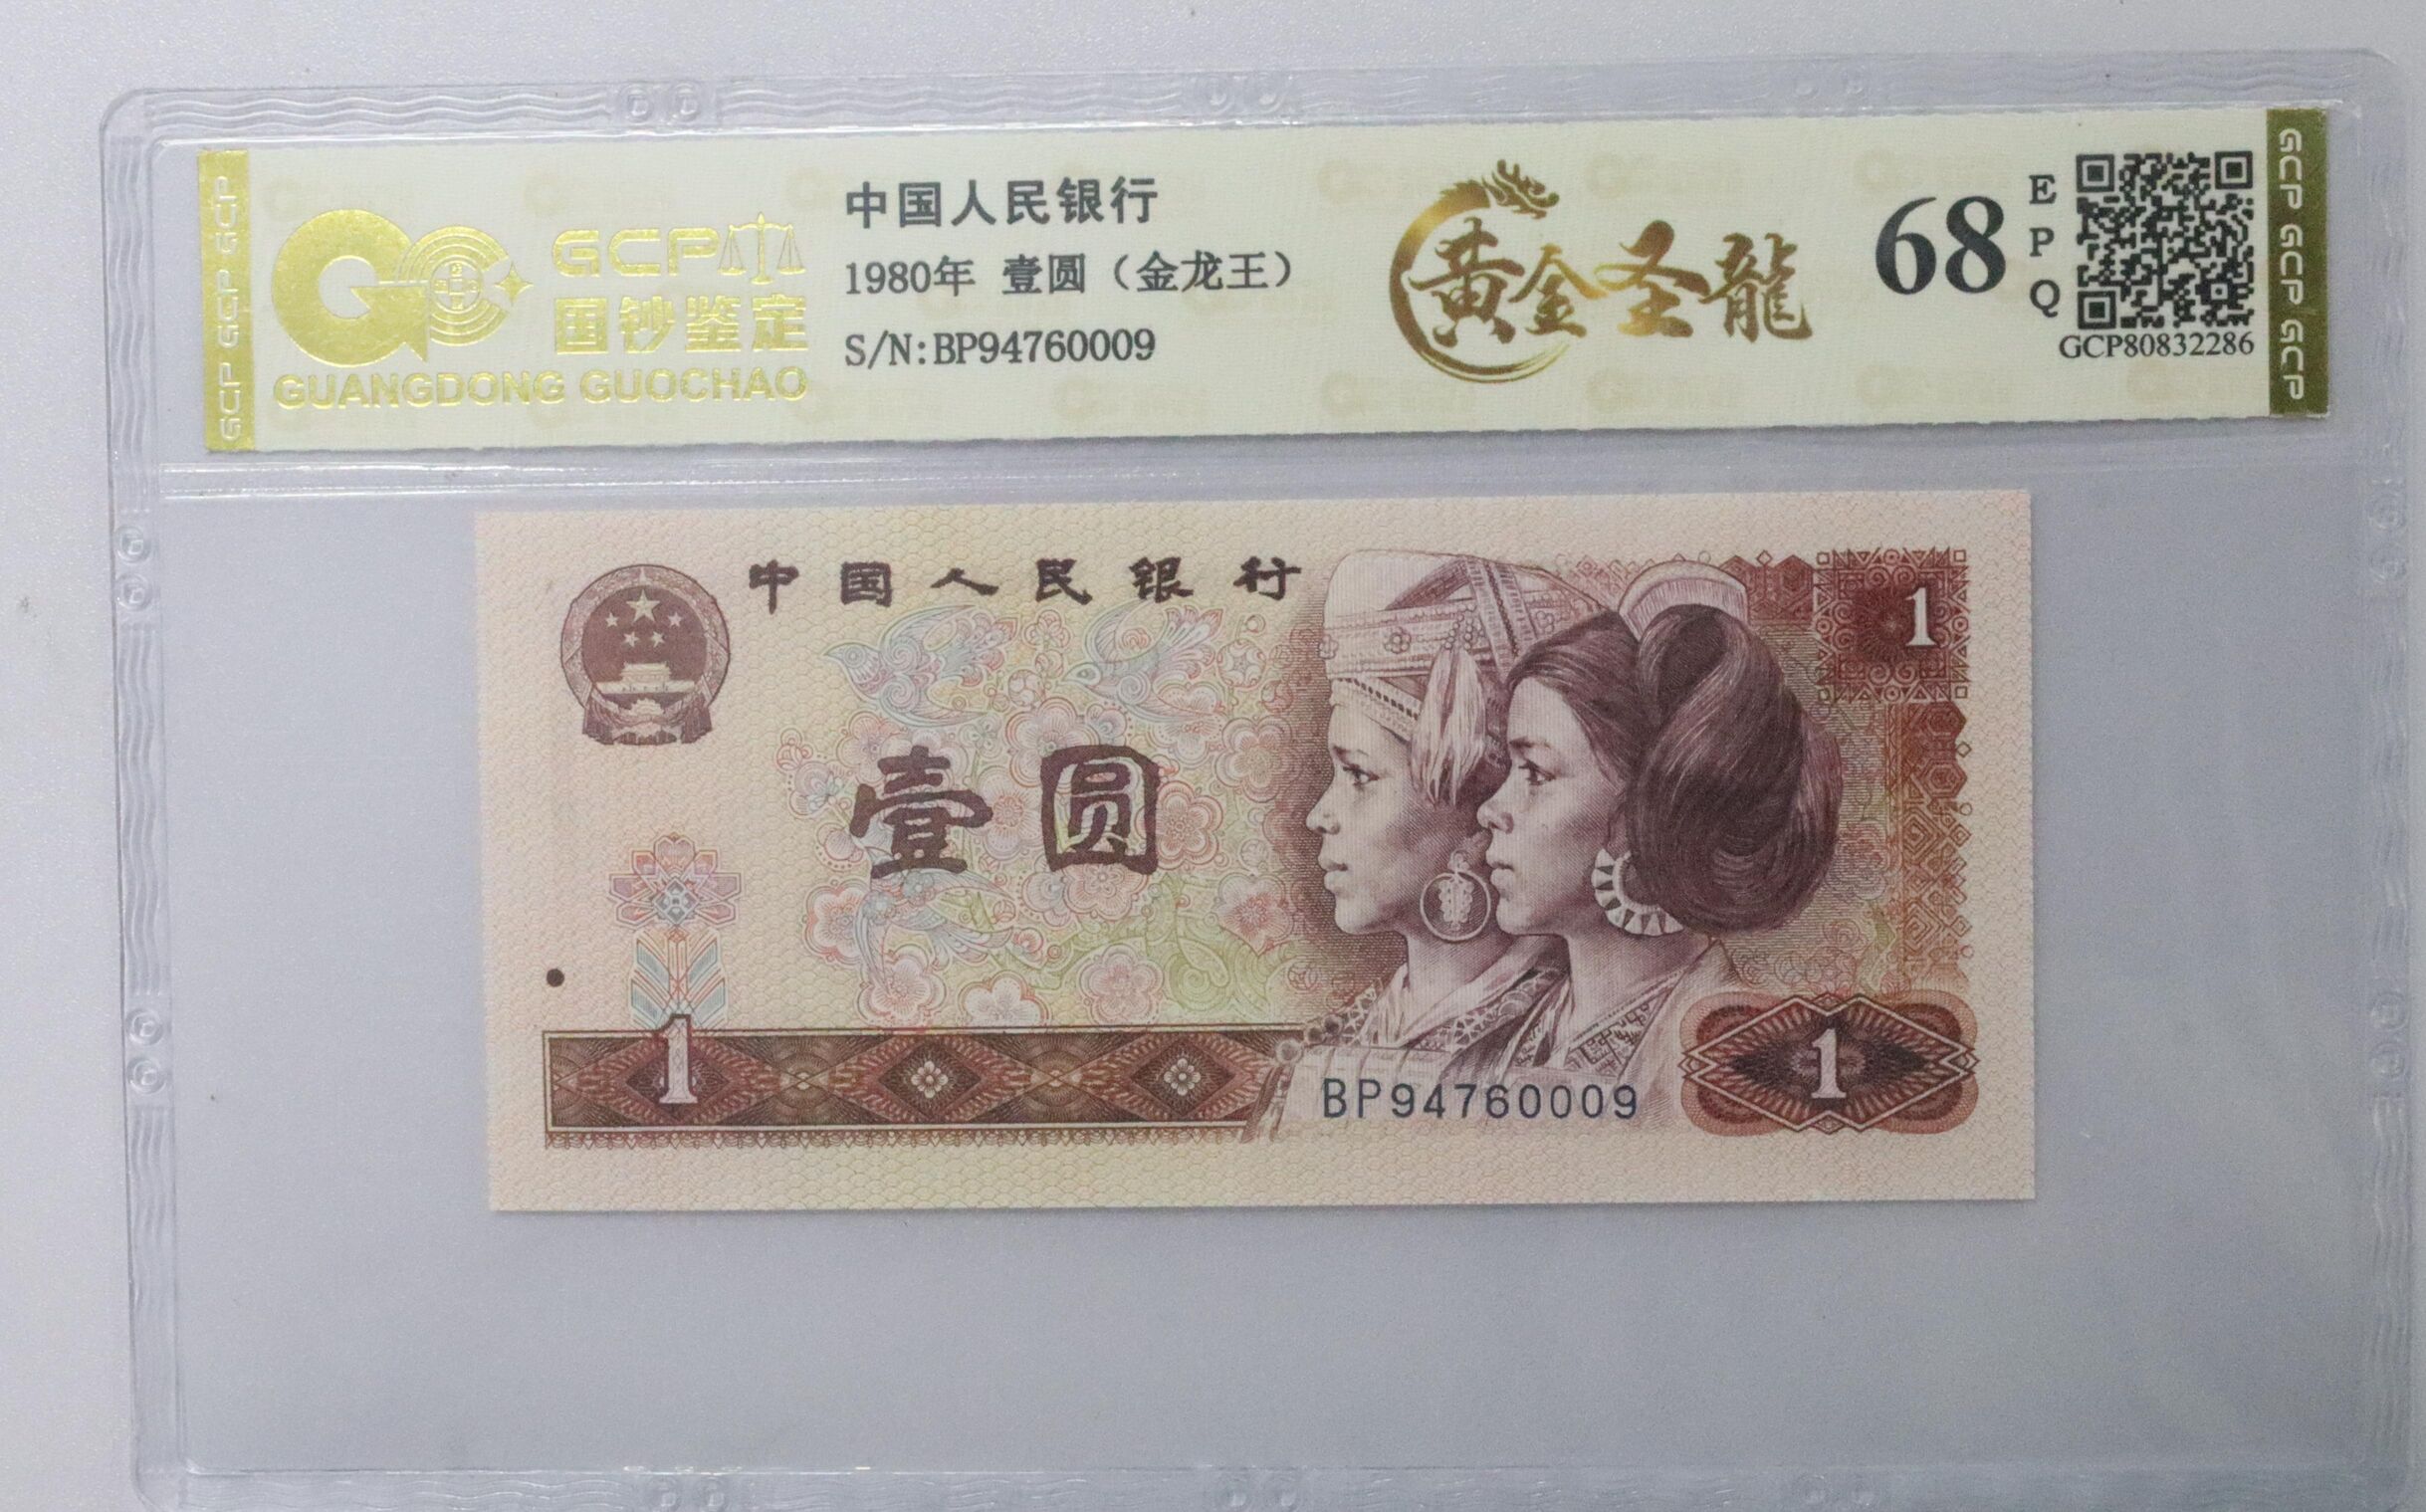 GCP GCP GCP
GCP
国钞鉴定
GUANGDONG GUOCHAO
中国人民银行
1980年 壹圆（金龙王）
S/N:BP94760009
黄金圣龍
68
EPQ
GCP80832286
GCP GCP GCP
中国人民银行
1
壹圆
1
1
BP94760009